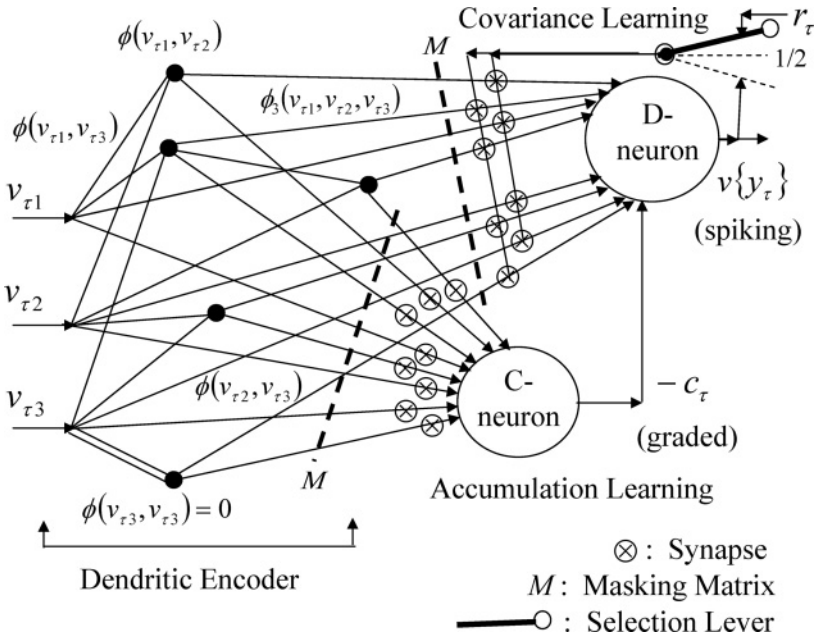 Covariance Learning
r_τ
1/2
M
ϕ(v_τ1, v_τ2)
ϕ_3(v_τ1, v_τ2, v_τ3)
ϕ(v_τ1, v_τ3)
D-
neuron
v_τ1
v{y_τ}
(spiking)
v_τ2
ϕ(v_τ2, v_τ3)
C-
neuron
− c_τ
(graded)
v_τ3
M
Accumulation Learning
ϕ(v_τ3, v_τ3) = 0
Dendritic Encoder
⊗ : Synapse
M : Masking Matrix
: Selection Lever